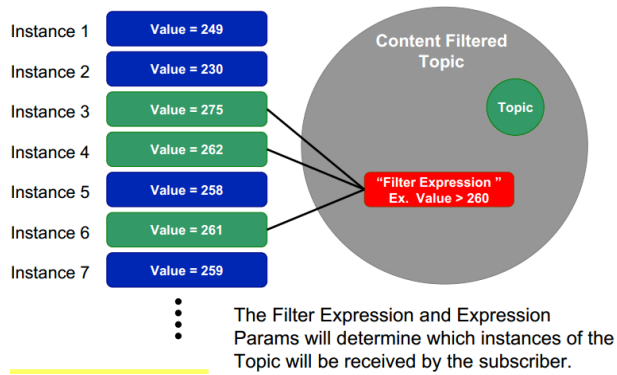 Instance 1
Value = 249
Instance 2
Value = 230
Instance 3
Value = 275
Instance 4
Value = 262
Instance 5
Value = 258
Instance 6
Value = 261
Instance 7
Value = 259
Content Filtered
Topic
Topic
“Filter Expression ”
Ex. Value > 260
The Filter Expression and Expression
Params will determine which instances of the
Topic will be received by the subscriber.